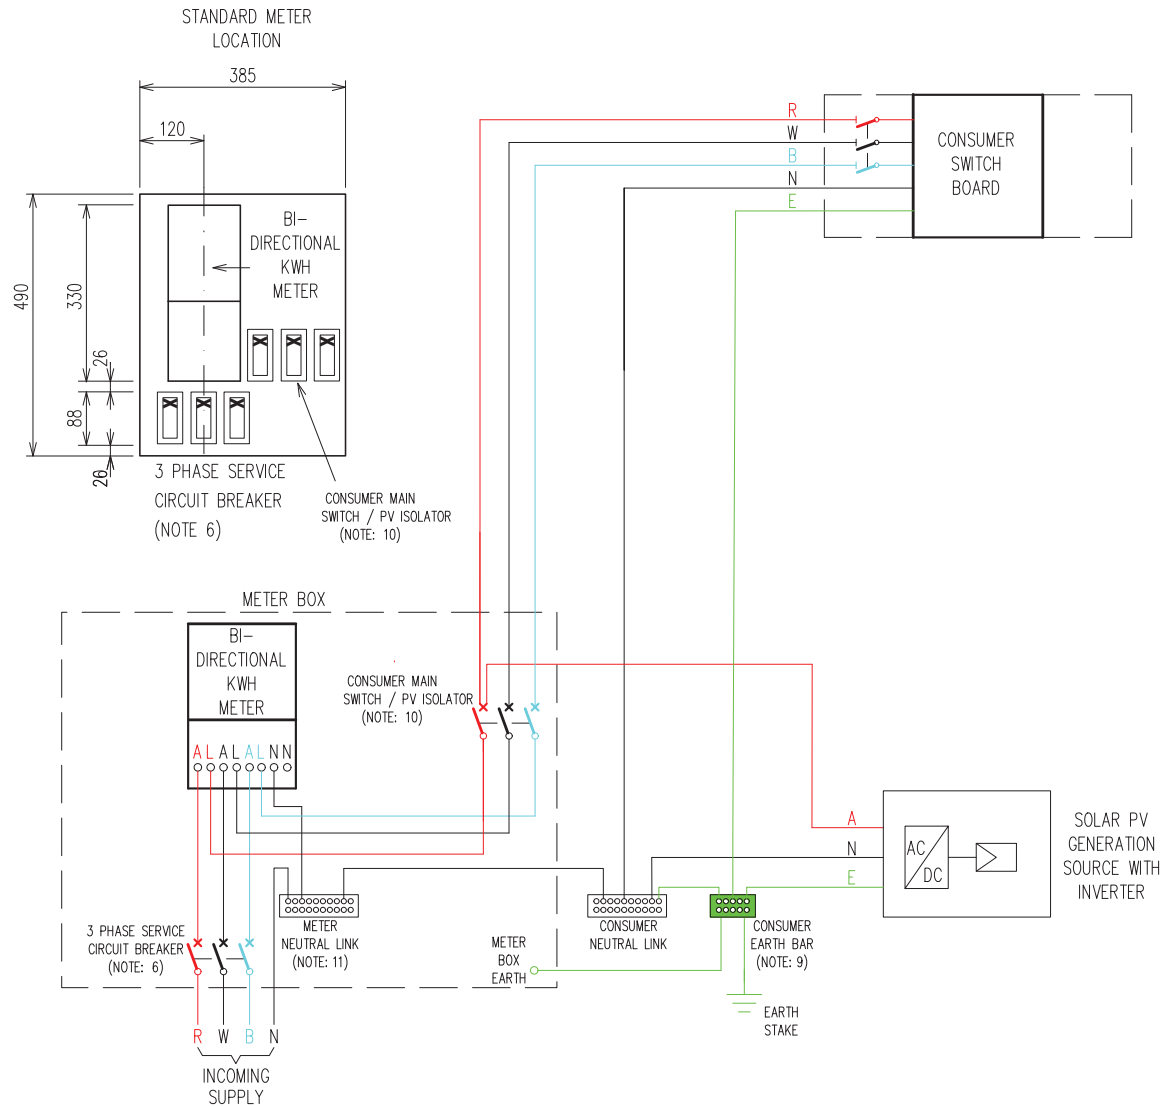 STANDARD METER
LOCATION
385
120
490
330
26
88
26
BI-
DIRECTIONAL
KWH
METER
3 PHASE SERVICE
CIRCUIT BREAKER
(NOTE 6)
CONSUMER MAIN
SWITCH / PV ISOLATOR
(NOTE: 10)
R
W
B
N
E
CONSUMER
SWITCH
BOARD
METER BOX
BI-
DIRECTIONAL
KWH
METER
A L A L A L N N
CONSUMER MAIN
SWITCH / PV ISOLATOR
(NOTE: 10)
A
N
E
AC
DC
SOLAR PV
GENERATION
SOURCE WITH
INVERTER
3 PHASE SERVICE
CIRCUIT BREAKER
(NOTE: 6)
METER
NEUTRAL LINK
(NOTE: 11)
METER
BOX
EARTH
CONSUMER
NEUTRAL LINK
CONSUMER
EARTH BAR
(NOTE: 9)
EARTH
STAKE
R W B N
INCOMING
SUPPLY